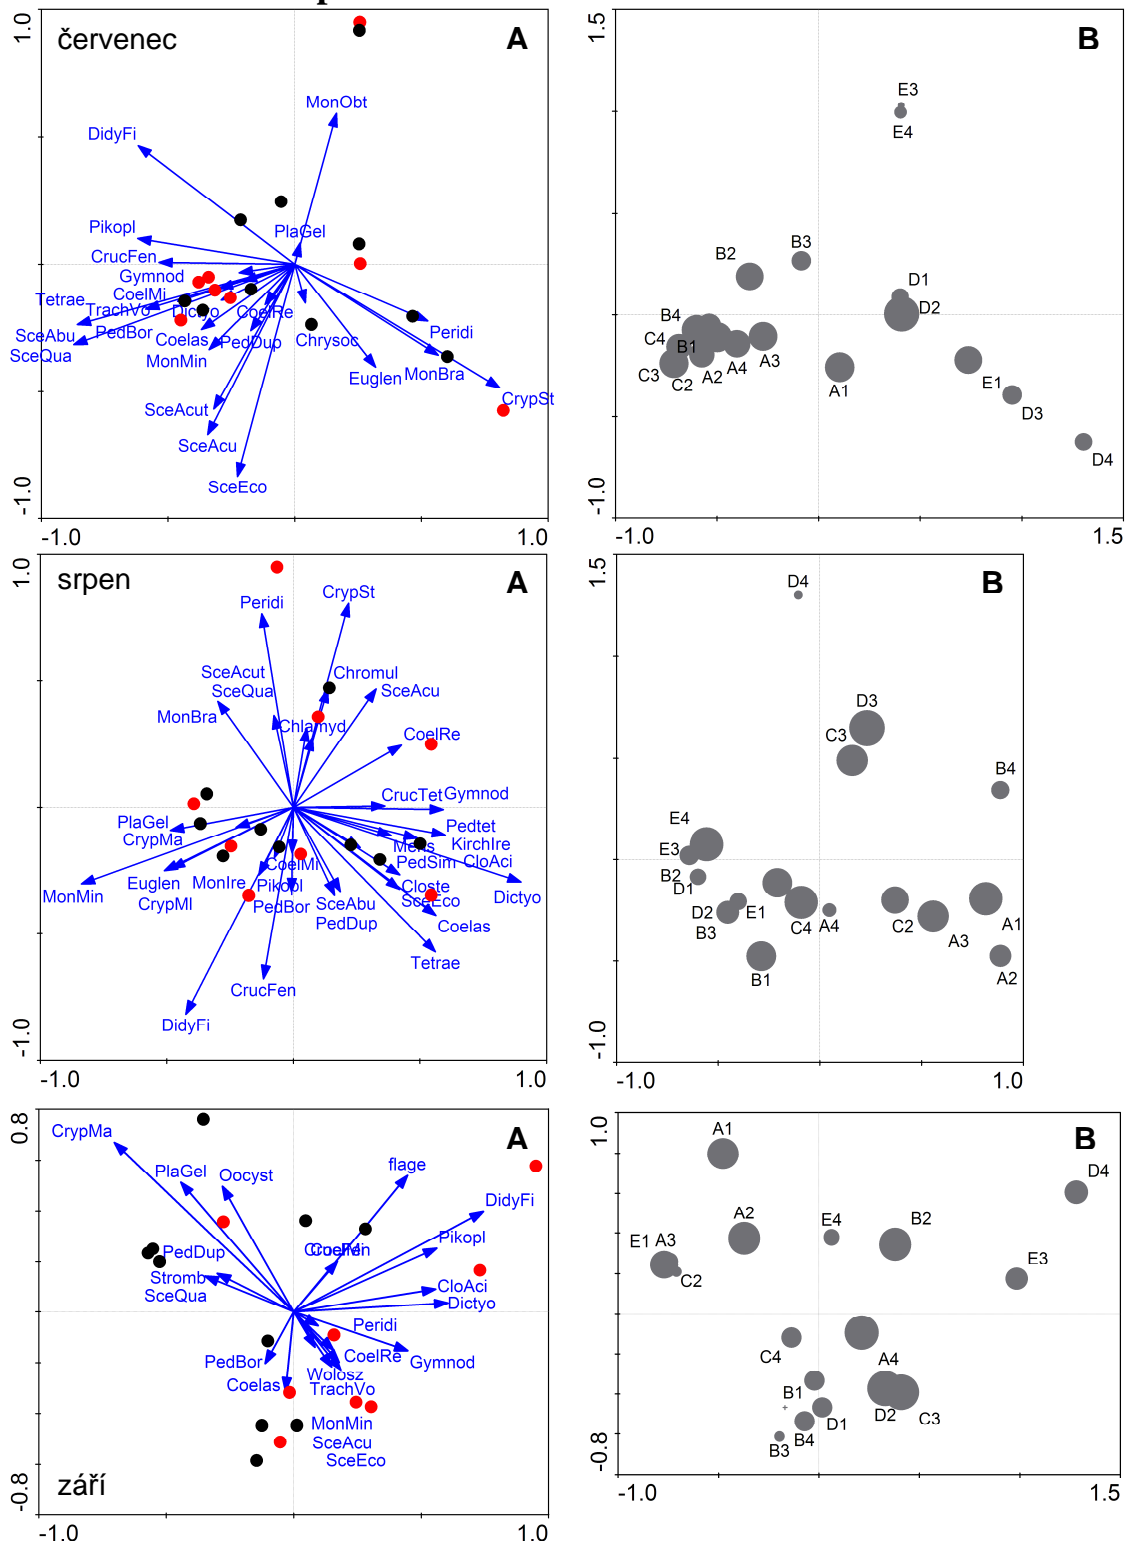 p
1.0
červenec
A
MonObt
DidyFi
Pikopl
PlaGel
CrucFen
Gymnod
CoelMi
Tetrae
TrachVo
Dictyo
CoelRe
SceAbu
PedBor
Coelas
PedDup
Chrysoc
Peridi
SceQua
MonMin
Euglen
MonBra
CrypSt
SceAcut
SceAcu
SceEco
-1.0
-1.0
1.0
1.5
B
E3
E4
B3
B2
D1
D2
B4
C4
B1
A3
A4
A2
C3
C2
A1
E1
D3
D4
-1.0
1.5
1.0
srpen
A
CrypSt
Peridi
SceAcut
Chromul
SceQua
SceAcu
MonBra
Chlamyd
CoelRe
CrucTet
Gymnod
PlaGel
Pedtet
CrypMa
KirchIre
PedSim
CloAci
CoelMi
Euglen
MonIre
Pikopl
Closte
MonMin
SceEco
Dictyo
CrypMl
PedBor
SceAbu
PedDup
Coelas
Tetrae
CrucFen
DidyFi
-1.0
-1.0
1.0
1.5
B
D4
D3
C3
B4
E4
E3
B2
D1
D2
E1
B3
C4
A4
C2
A3
A1
B1
A2
-1.0
-1.0
1.0
0.8
A
CrypMa
PlaGel
Oocyst
flage
DidyFi
Pikopl
PedDup
CoelMin
Stromb
SceQua
CloAci
Dictyo
Peridi
PedBor
CoelRe
Gymnod
Coelas
Wolosz
TrachVo
MonMin
SceAcu
SceEco
září
-0.8
-1.0
1.0
1.0
B
A1
D4
A2
E4
B2
E1
A3
C2
E3
C4
A4
B1
D2
C3
D1
B4
B3
-0.8
-1.0
1.5